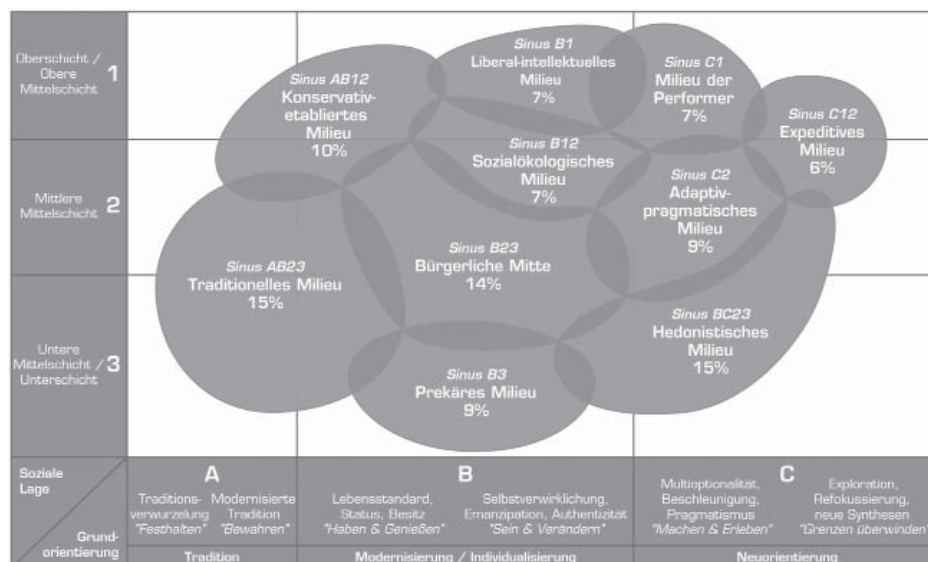 Oberschicht /
Obere
Mittelschicht
1
Mittlere
Mittelschicht
2
Untere
Mittelschicht /
Unterschicht
3
Sinus AB12
Konservativ-
etabliertes
Milieu
10%
Sinus B1
Liberal-intellektuelles
Milieu
7%
Sinus C1
Milieu der
Performer
7%
Sinus C12
Expeditives
Milieu
6%
Sinus B12
Sozialökologisches
Milieu
7%
Sinus C2
Adaptiv-
pragmatisches
Milieu
9%
Sinus AB23
Traditionelles Milieu
15%
Sinus B23
Bürgerliche Mitte
14%
Sinus BC23
Hedonistisches
Milieu
15%
Sinus B3
Prekäres Milieu
9%
Soziale
Lage
Grund-
orientierung
A
Traditions-
verwurzelung
"Festhalten"
Modernisierte
Tradition
"Bewahren"
Tradition
B
Lebensstandard,
Status, Besitz
"Haben & Genießen"
Selbstverwirklichung,
Emanzipation, Authentizität
"Sein & Verändern"
Modernisierung / Individualisierung
C
Multioptionalität,
Beschleunigung,
Pragmatismus
"Machen & Erleben"
Exploration,
Refokussierung,
neue Synthesen
"Grenzen überwinden"
Neuorientierung